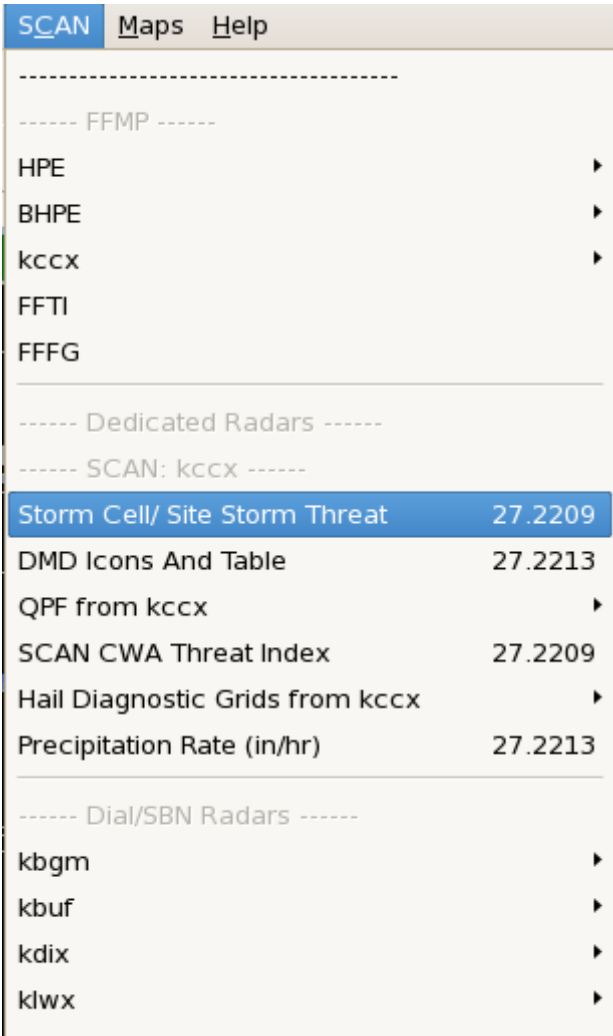 SCAN Maps Help
-------------------------------------
------ FFMP ------
HPE
BHPE
kccx
FFTI
FFFG
------ Dedicated Radars ------
------ SCAN: kccx ------
Storm Cell/ Site Storm Threat 27.2209
DMD Icons And Table 27.2213
QPF from kccx
SCAN CWA Threat Index 27.2209
Hail Diagnostic Grids from kccx
Precipitation Rate (in/hr) 27.2213
------ Dial/SBN Radars ------
kbgm
kbuf
kdix
klwx